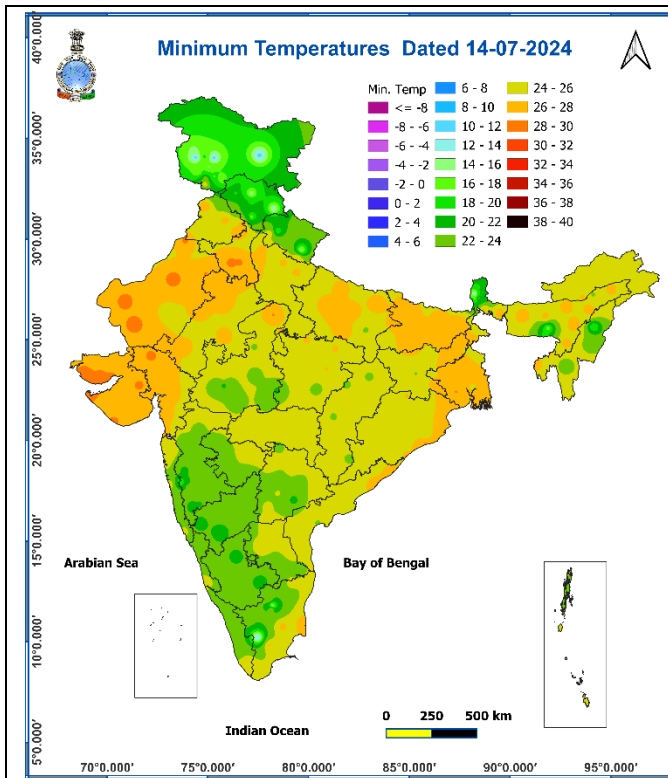 Minimum Temperatures Dated 14-07-2024
Min. Temp
<= -8
-8 - -6
-6 - -4
-4 - -2
-2 - 0
0 - 2
2 - 4
4 - 6
6 - 8
8 - 10
10 - 12
12 - 14
14 - 16
16 - 18
18 - 20
20 - 22
22 - 24
24 - 26
26 - 28
28 - 30
30 - 32
32 - 34
34 - 36
36 - 38
38 - 40
40°0.000'
35°0.000'
30°0.000'
25°0.000'
20°0.000'
15°0.000'
10°0.000'
5°0.000'
Arabian Sea
Bay of Bengal
Indian Ocean
0 250 500 km
70°0.000' 75°0.000' 80°0.000' 85°0.000' 90°0.000' 95°0.000'